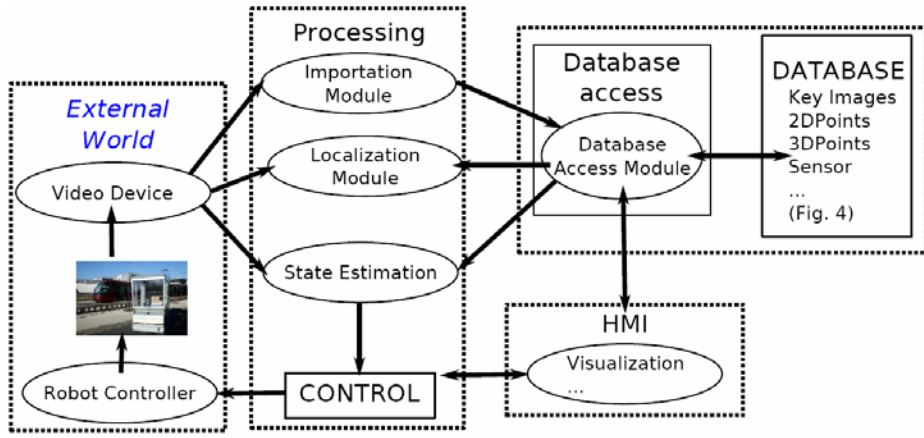 External
World
Video Device
Robot Controller
Processing
Importation
Module
Localization
Module
State Estimation
CONTROL
Database
access
Database
Access Module
DATABASE
Key Images
2DPoints
3DPoints
Sensor
...
(Fig. 4)
HMI
Visualization
...